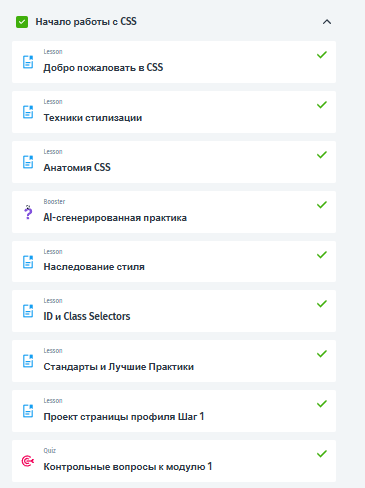 Начало работы с CSS
Lesson
Добро пожаловать в CSS
Lesson
Техники стилизации
Lesson
Анатомия CSS
Booster
AI-сгенерированная практика
Lesson
Наследование стиля
Lesson
ID и Class Selectors
Lesson
Стандарты и Лучшие Практики
Lesson
Проект страницы профиля Шаг 1
Quiz
Контрольные вопросы к модулю 1